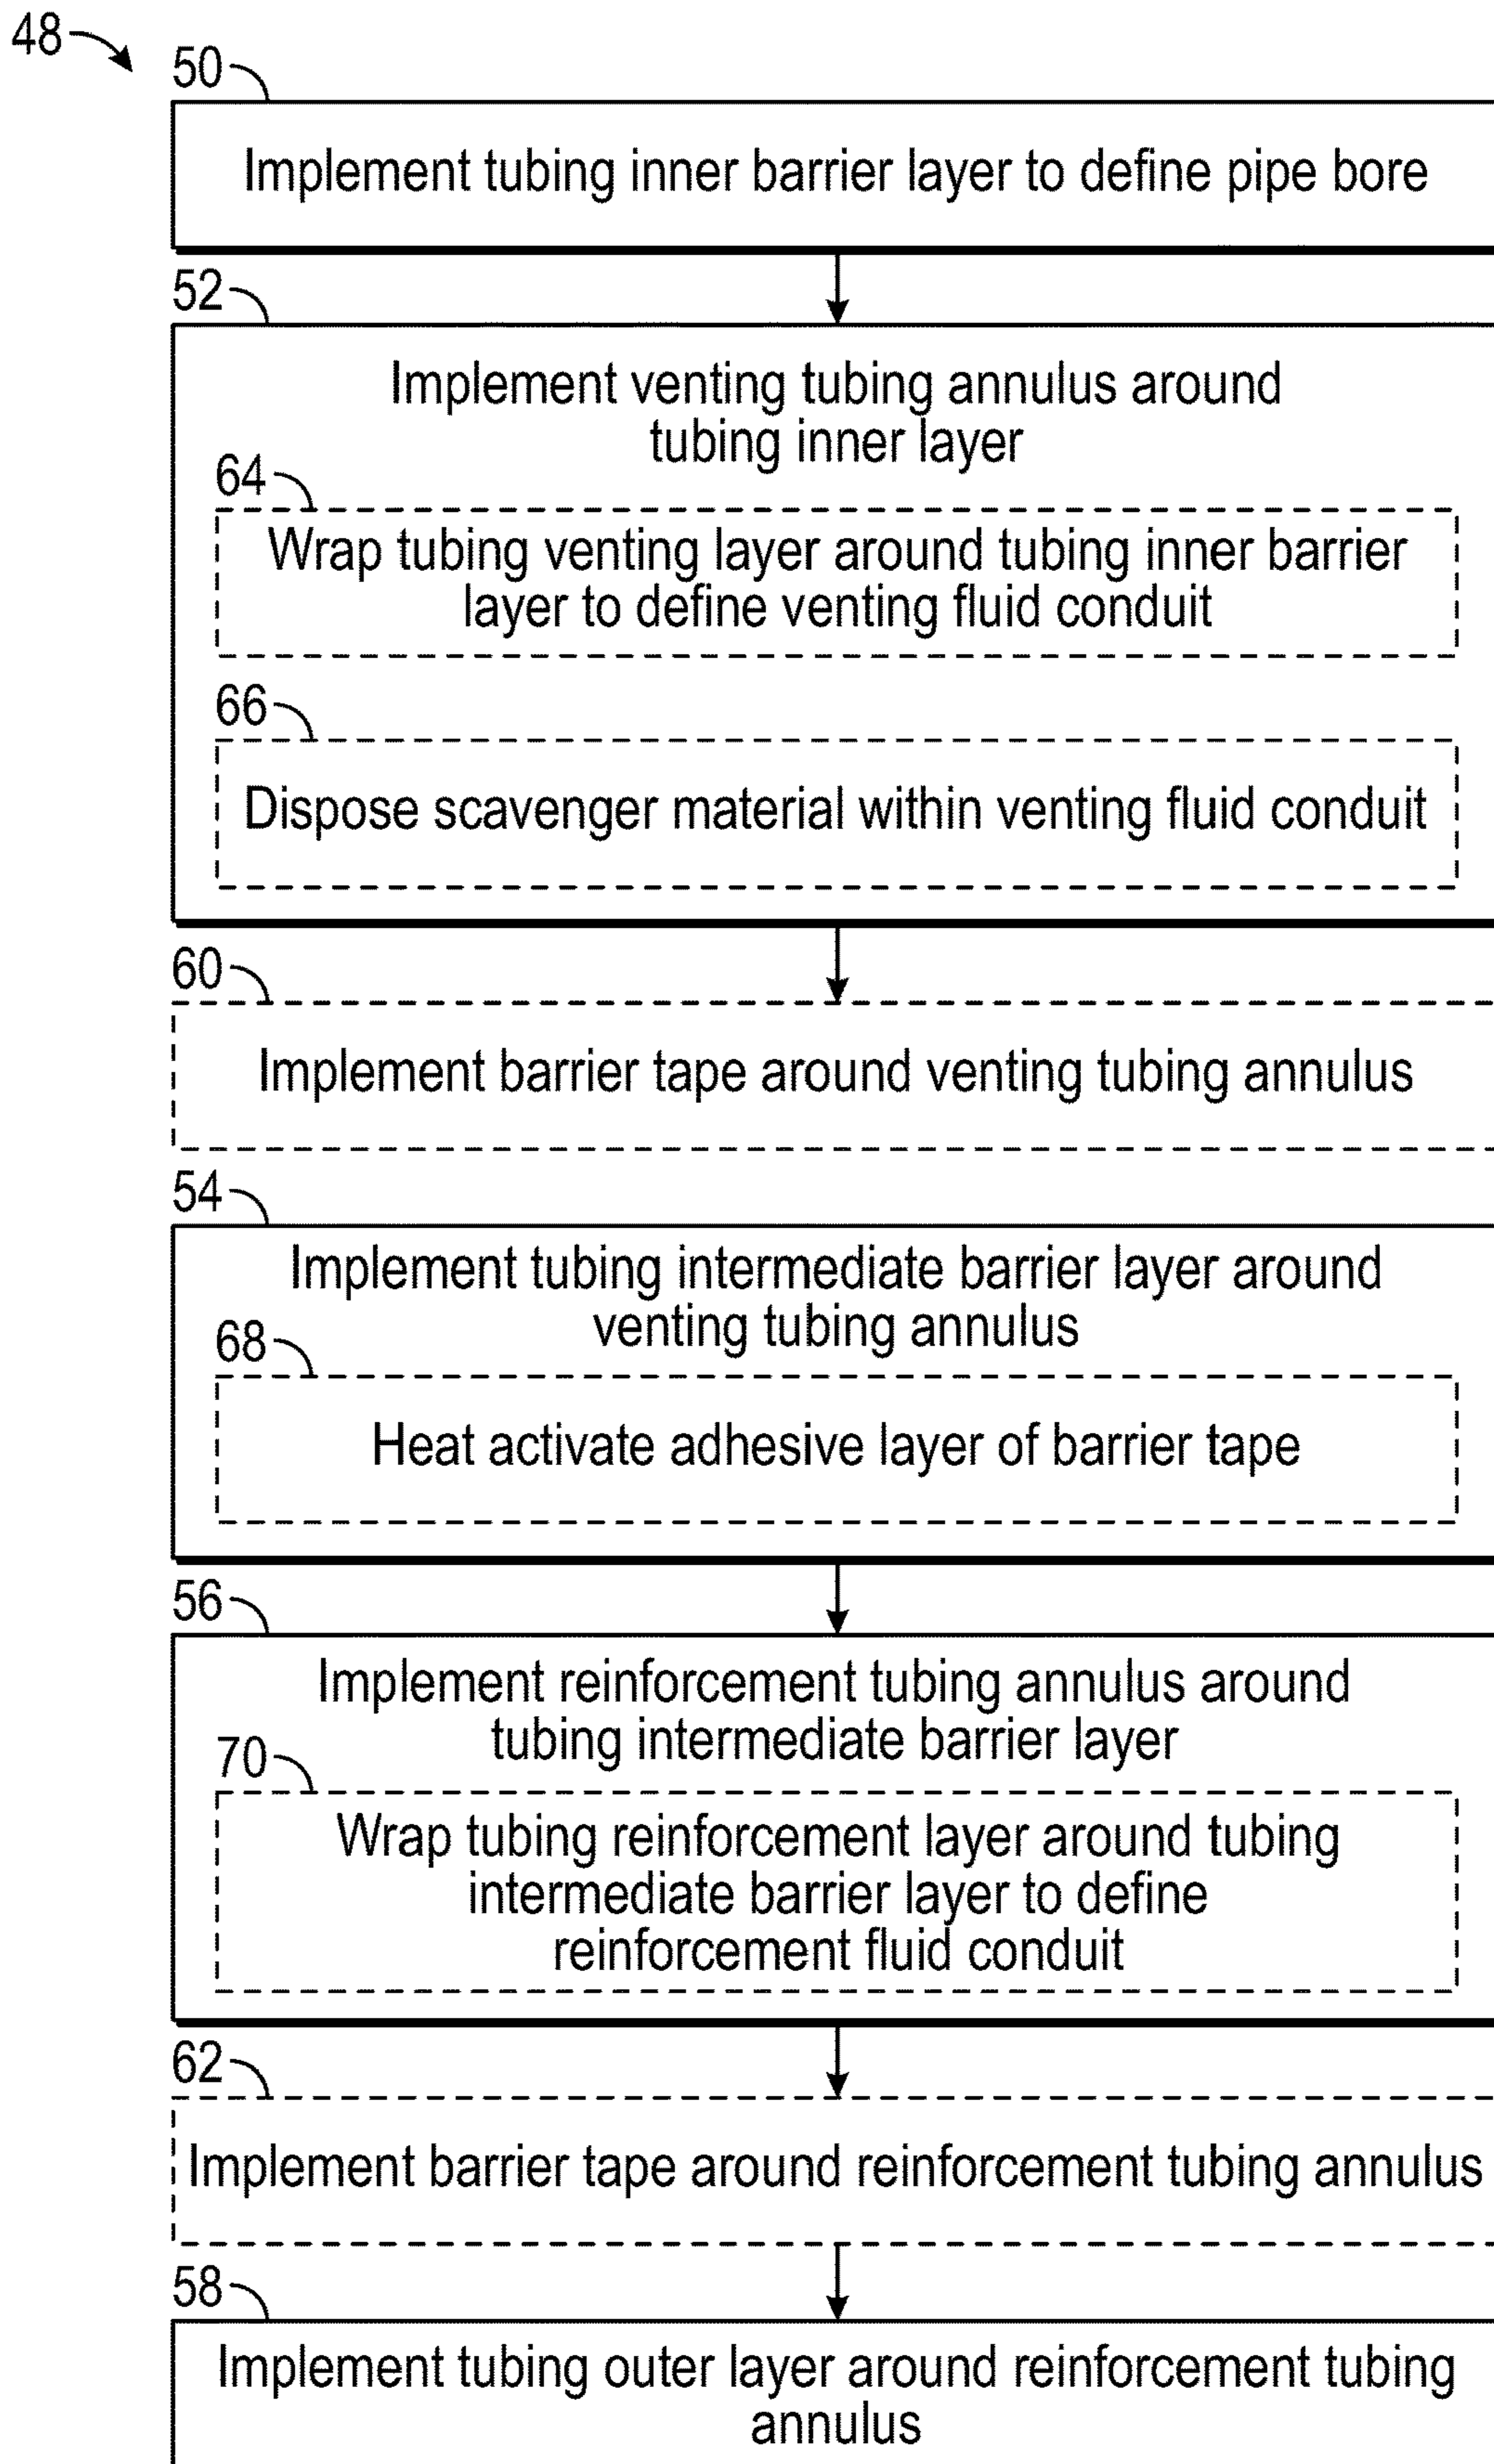 48
50
Implement tubing inner barrier layer to define pipe bore
52
Implement venting tubing annulus around
tubing inner layer
64
Wrap tubing venting layer around tubing inner barrier
layer to define venting fluid conduit
66
Dispose scavenger material within venting fluid conduit
60
Implement barrier tape around venting tubing annulus
54
Implement tubing intermediate barrier layer around
venting tubing annulus
68
Heat activate adhesive layer of barrier tape
56
Implement reinforcement tubing annulus around
tubing intermediate barrier layer
70
Wrap tubing reinforcement layer around tubing
intermediate barrier layer to define
reinforcement fluid conduit
62
Implement barrier tape around reinforcement tubing annulus
58
Implement tubing outer layer around reinforcement tubing
annulus